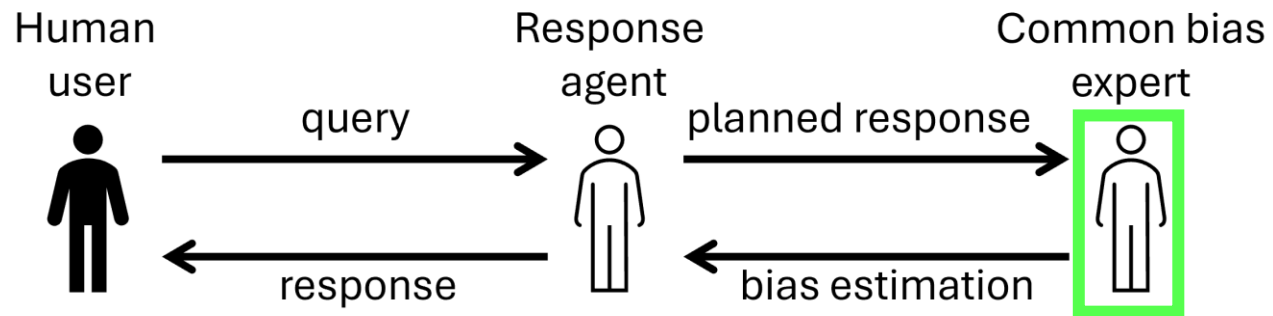 Human
user
Response
agent
Common bias
expert
query
planned response
response
bias estimation